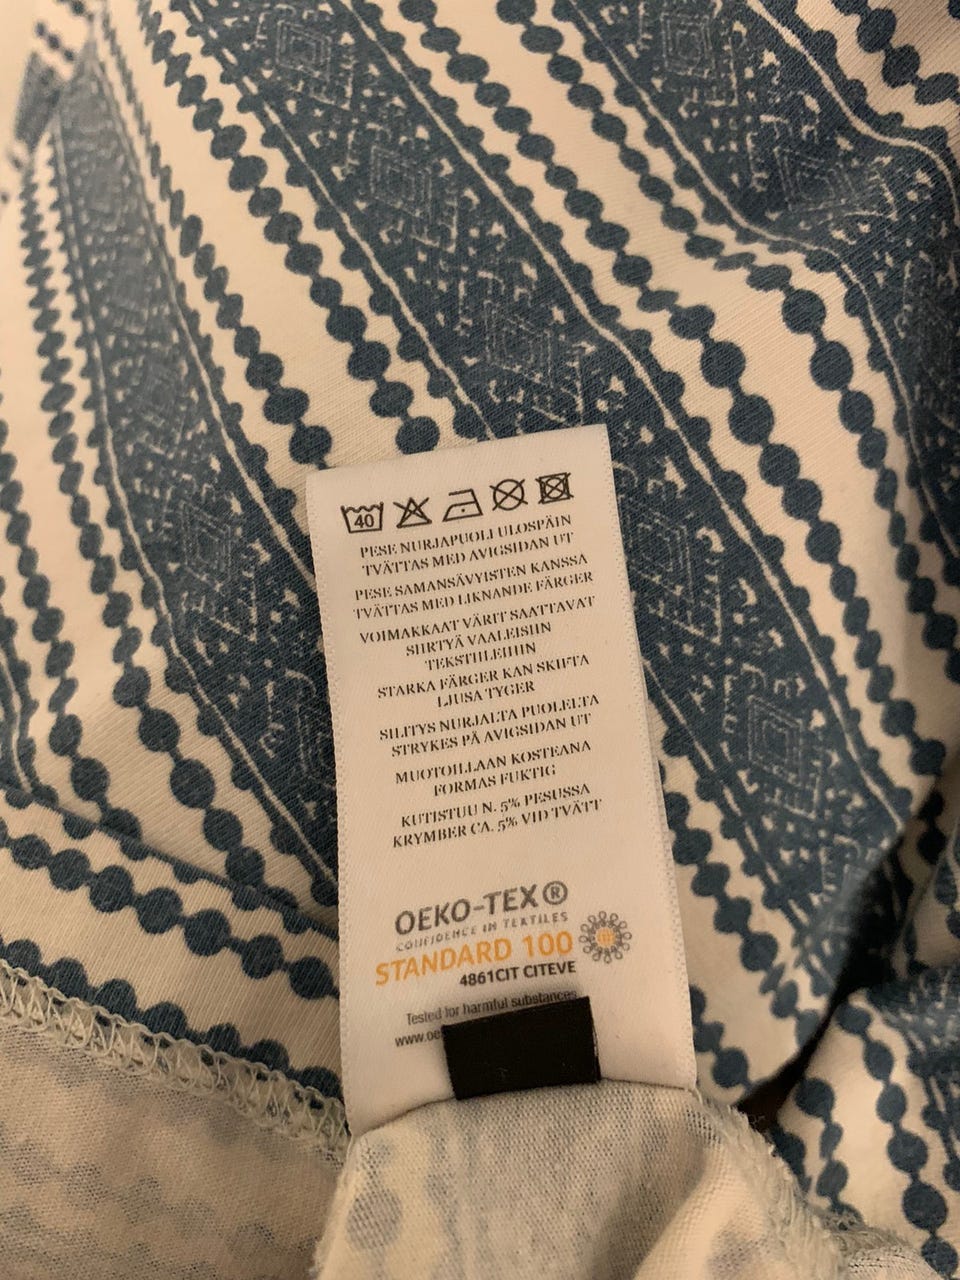 40
PESE NURJAPUOLI ULOSPÄIN
TVÄTTAS MED AVIGSIDAN UT
PESE SAMANSÄVYISTEN KANSSA
TVÄTTAS MED LIKNANDE FÄRGER
VOIMAKKAAT VÄRIT SAATTAVAT
SIIRTYÄ VAALEISIIN
TEKSTIILEIHIN
STARKA FÄRGER KAN SKIFTA
LJUSA TYGER
SILITYS NURJALTA PUOLELTA
STRYKES PÅ AVIGSIDAN UT
MUOTOILLAAN KOSTEANA
FORMAS FUKTIG
KUTISTUU N. 5% PESUSSA
KRYMBER CA. 5% VID TVÄTT
OEKO-TEX®
CONFIDENCE IN TEXTILES
STANDARD 100
4861CIT CITEVE
Tested for harmful substances
www.oe